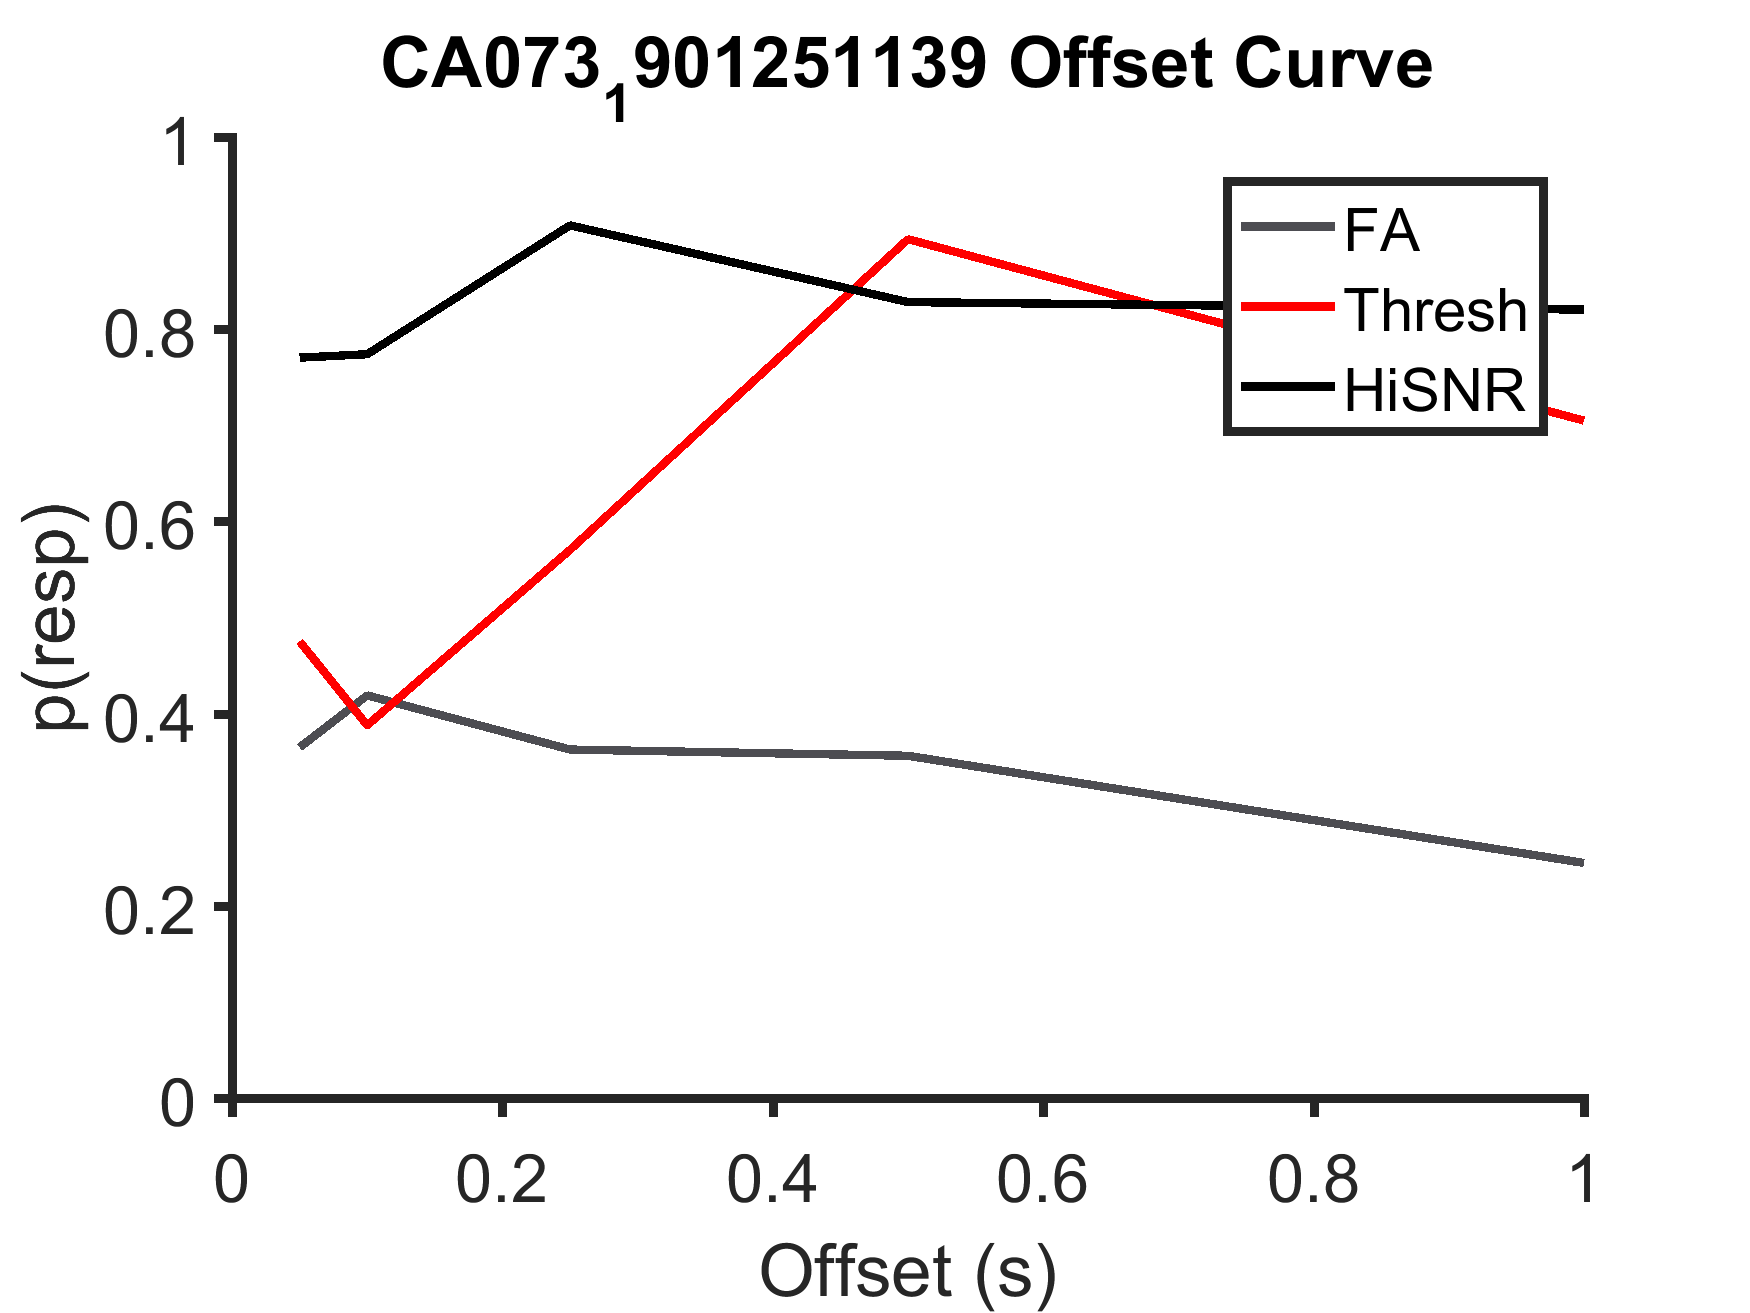 CA073₁901251139 Offset Curve
1
0.8
0.6
0.4
0.2
0
p(resp)
FA
Thresh
HiSNR
0 0.2 0.4 0.6 0.8 1
Offset (s)